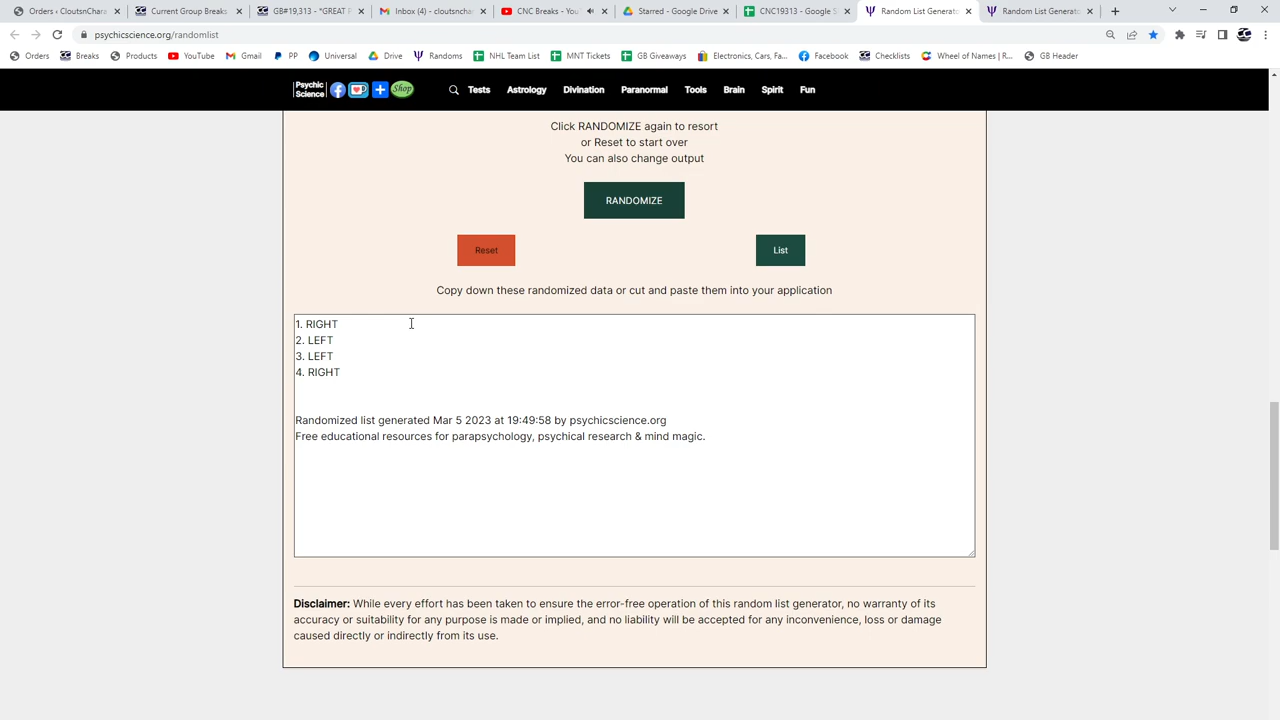 Orders ‹ CloutsnChara
Current Group Breaks
GB#19,313 - *GREAT P
Inbox (4) - cloutsnchar
CNC Breaks - You
Starred - Google Drive
CNC19313 - Google S
Random List Generato
Random List Generato
psychicscience.org/randomlist
Orders
Breaks
Products
YouTube
Gmail
PP
Universal
Drive
Randoms
NHL Team List
MNT Tickets
GB Giveaways
Electronics, Cars, Fa...
Facebook
Checklists
Wheel of Names | R...
GB Header
Psychic
Science
Shop
Tests
Astrology
Divination
Paranormal
Tools
Brain
Spirit
Fun
Click RANDOMIZE again to resort
or Reset to start over
You can also change output
RANDOMIZE
Reset
List
Copy down these randomized data or cut and paste them into your application
1. RIGHT
2. LEFT
3. LEFT
4. RIGHT
Randomized list generated Mar 5 2023 at 19:49:58 by psychicscience.org
Free educational resources for parapsychology, psychical research & mind magic.
Disclaimer: While every effort has been taken to ensure the error-free operation of this random list generator, no warranty of its
accuracy or suitability for any purpose is made or implied, and no liability will be accepted for any inconvenience, loss or damage
caused directly or indirectly from its use.